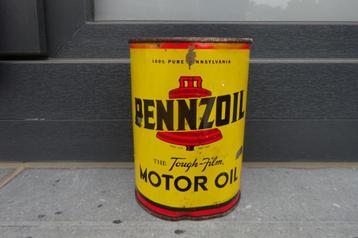 100% PURE PENNSYLVANIA
PENNZOIL
THE Tough-Film
MOTOR OIL